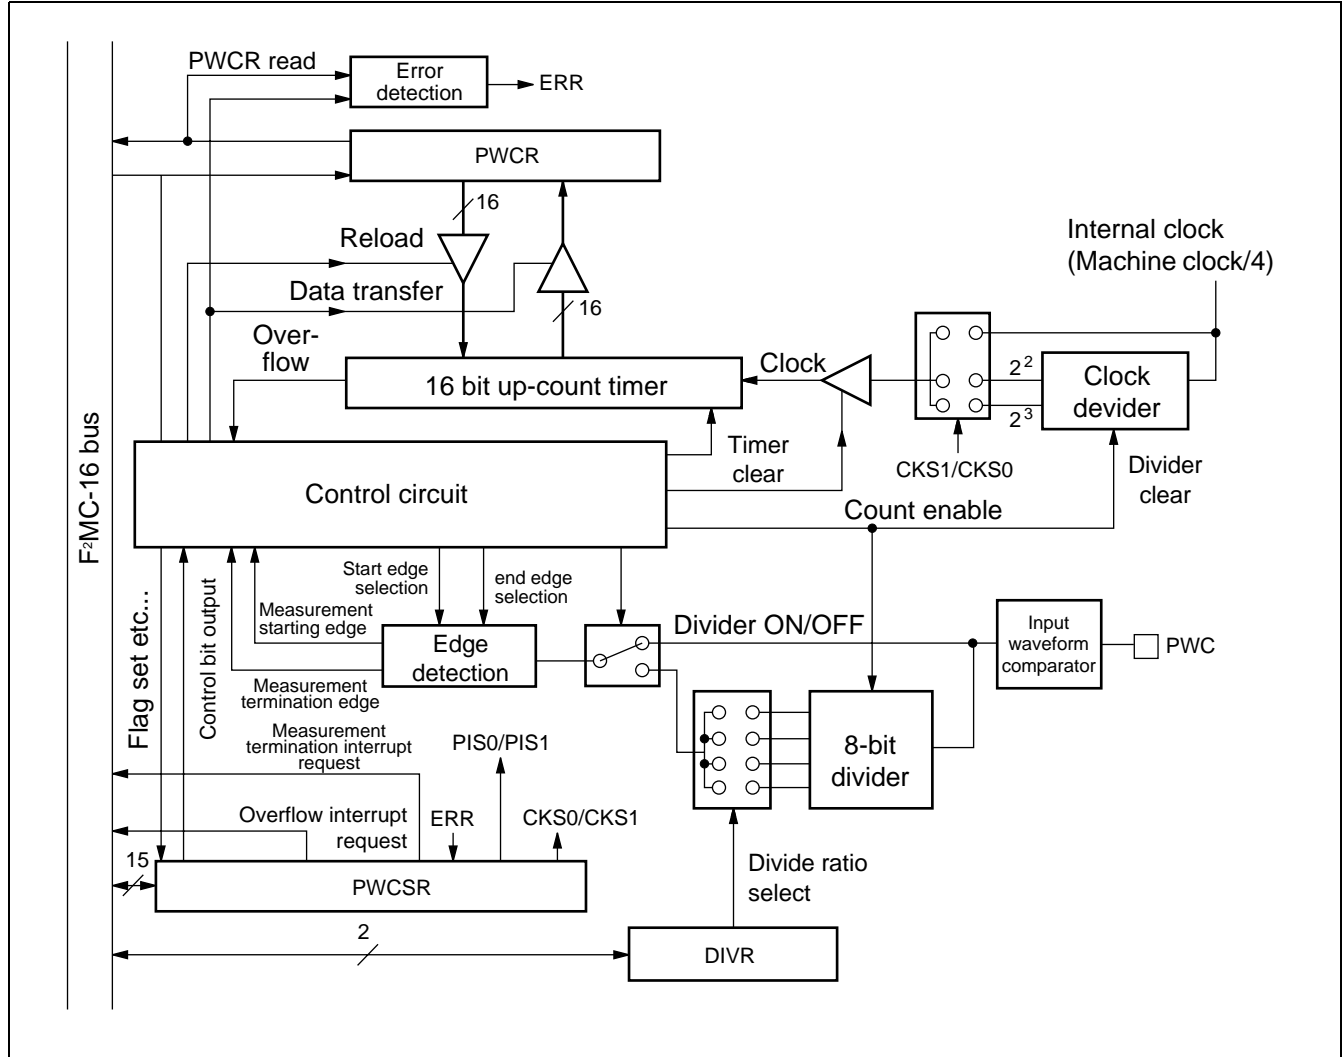 PWCR read
Error
detection
ERR
PWCR
16
Reload
Internal clock
(Machine clock/4)
Data transfer
16
Over-
flow
Clock
2²
Clock
devider
2³
16 bit up-count timer
CKS1/CKS0
Timer
clear
Divider
clear
F²MC-16 bus
Control circuit
Count enable
Start edge
selection
end edge
selection
Flag set etc...
Control bit output
Measurement
starting edge
Edge
detection
Divider ON/OFF
Input
waveform
comparator
PWC
Measurement
termination edge
Measurement
termination interrupt
request
PIS0/PIS1
8-bit
divider
Overflow interrupt
request
ERR
CKS0/CKS1
15
PWCSR
Divide ratio
select
2
DIVR